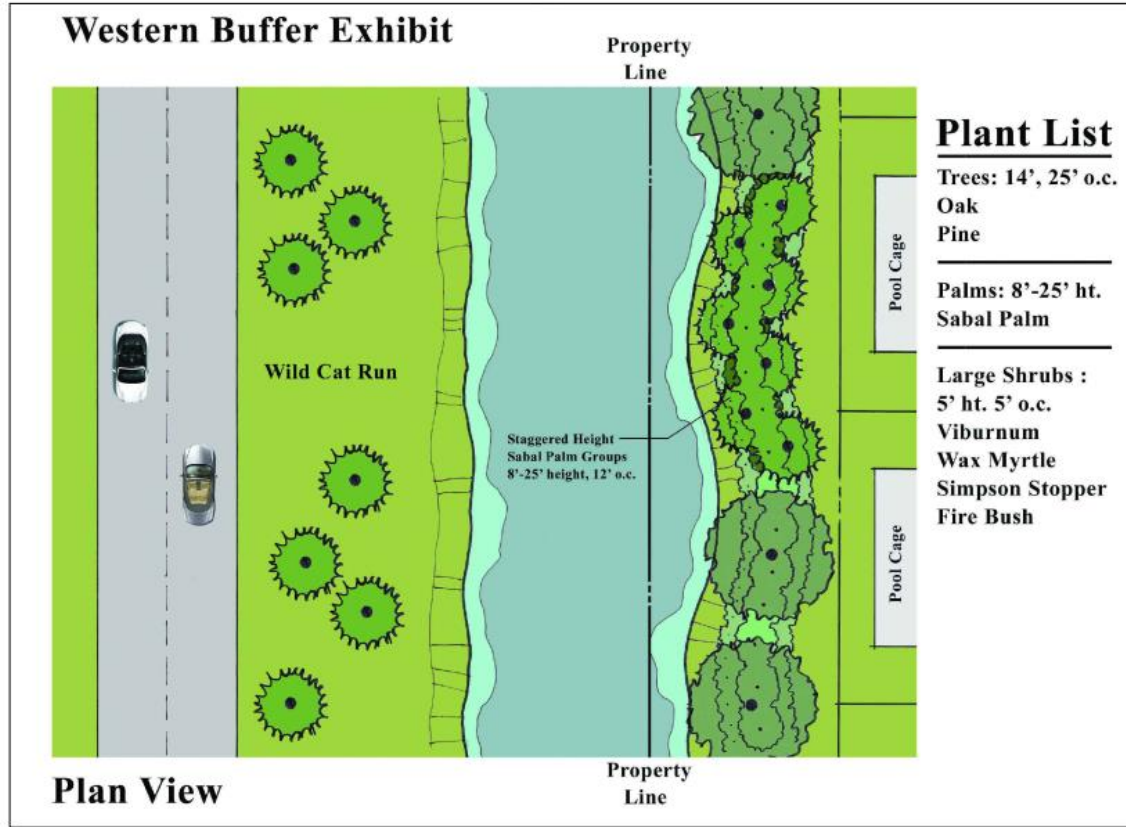 Western Buffer Exhibit
Property
Line
Plant List
Trees: 14’, 25’ o.c.
Oak
Pine
Palms: 8’-25’ ht.
Sabal Palm
Large Shrubs :
5’ ht. 5’ o.c.
Viburnum
Wax Myrtle
Simpson Stopper
Fire Bush
Pool Cage
Wild Cat Run
Staggered Height
Sabal Palm Groups
8’-25’ height, 12’ o.c.
Pool Cage
Property
Line
Plan View